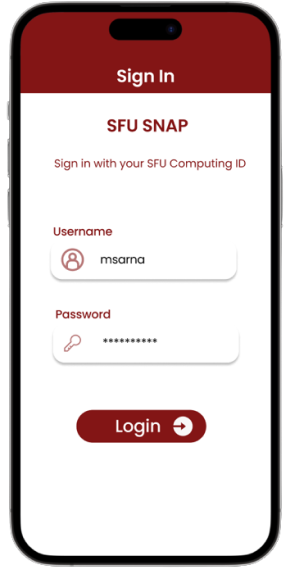 Sign In
SFU SNAP
Sign in with your SFU Computing ID
Username
msarna
Password
**********
Login